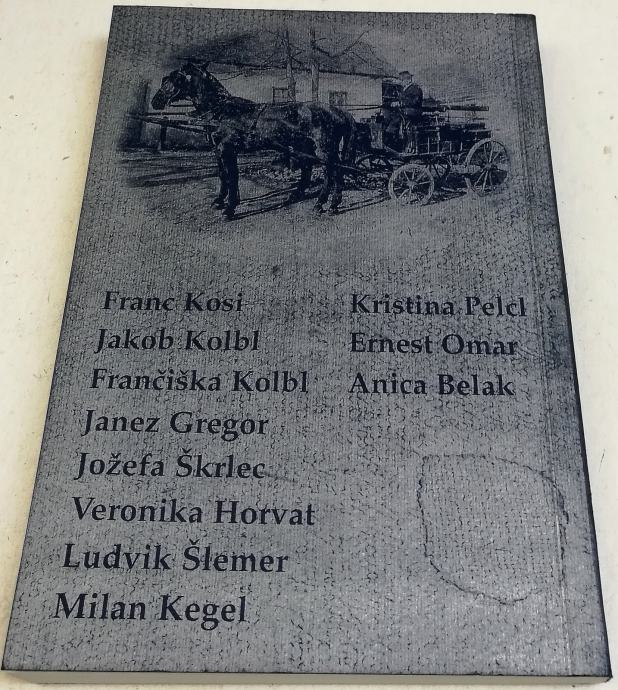 Franc Kosi
Jakob Kolbl
Frančiška Kolbl
Janez Gregor
Jožefa Škrlec
Veronika Horvat
Ludvik Šlemer
Milan Kegel
Kristina Pelcl
Ernest Omar
Anica Belak